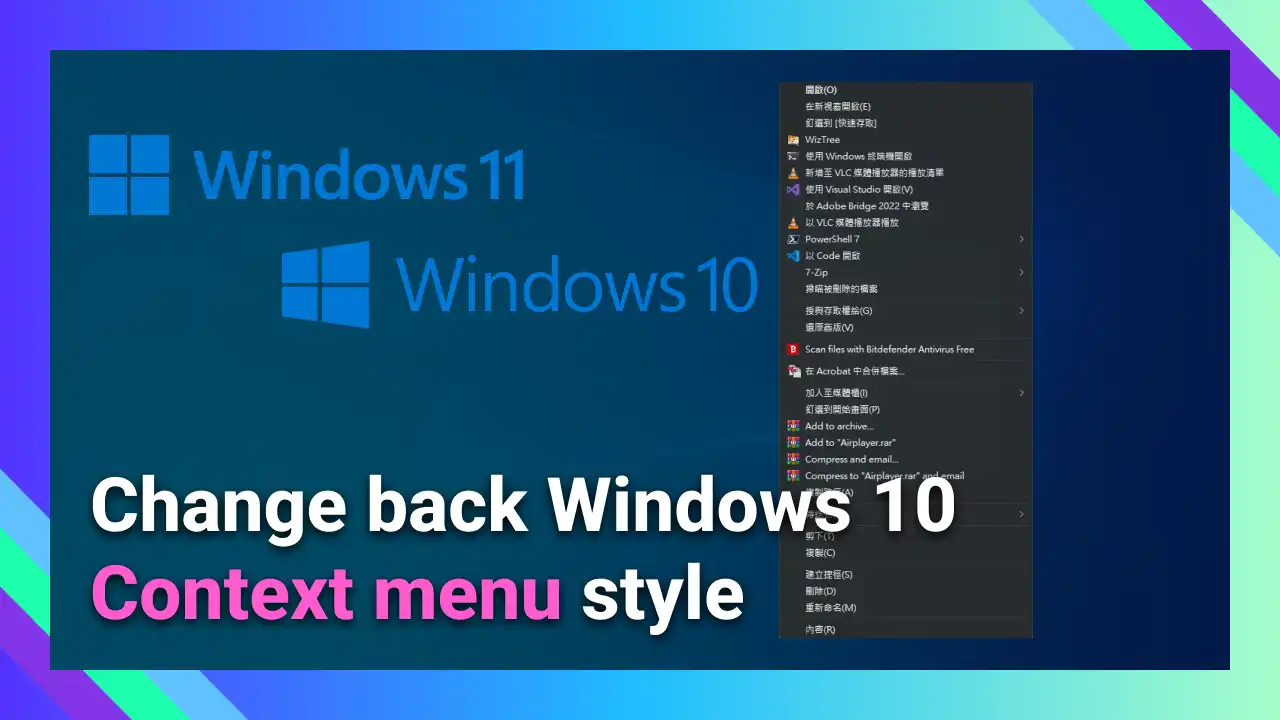 Windows 11
Windows 10
Change back Windows 10
Context menu style
開啟(O)
在新視窗開啟(E)
釘選到 [快速存取]
WizTree
使用 Windows 終端機開啟
新增至 VLC 媒體播放器的播放清單
使用 Visual Studio 開啟(V)
於 Adobe Bridge 2022 中瀏覽
以 VLC 媒體播放器播放
PowerShell 7
以 Code 開啟
7-Zip
掃瞄被刪除的檔案
授與存取權給(G)
還原舊版(V)
Scan files with Bitdefender Antivirus Free
在 Acrobat 中合併檔案...
加入至媒體櫃(I)
釘選到開始畫面(P)
Add to archive...
Add to "Airplayer.rar"
Compress and email...
Compress to "Airplayer.rar" and email
剪下(T)
複製(C)
建立捷徑(S)
刪除(D)
重新命名(M)
內容(R)